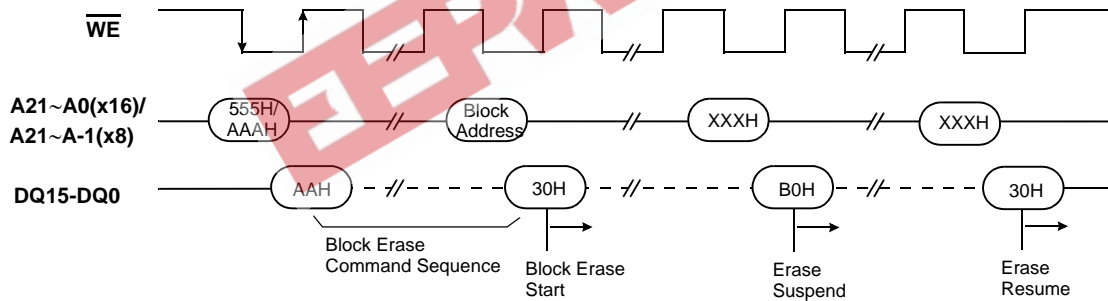 WE
A21~A0(x16)/
A21~A-1(x8)
555H/
AAAH
Block
Address
XXXH
XXXH
DQ15-DQ0
AAH
30H
B0H
30H
Block Erase
Command Sequence
Block Erase
Start
Erase
Suspend
Erase
Resume